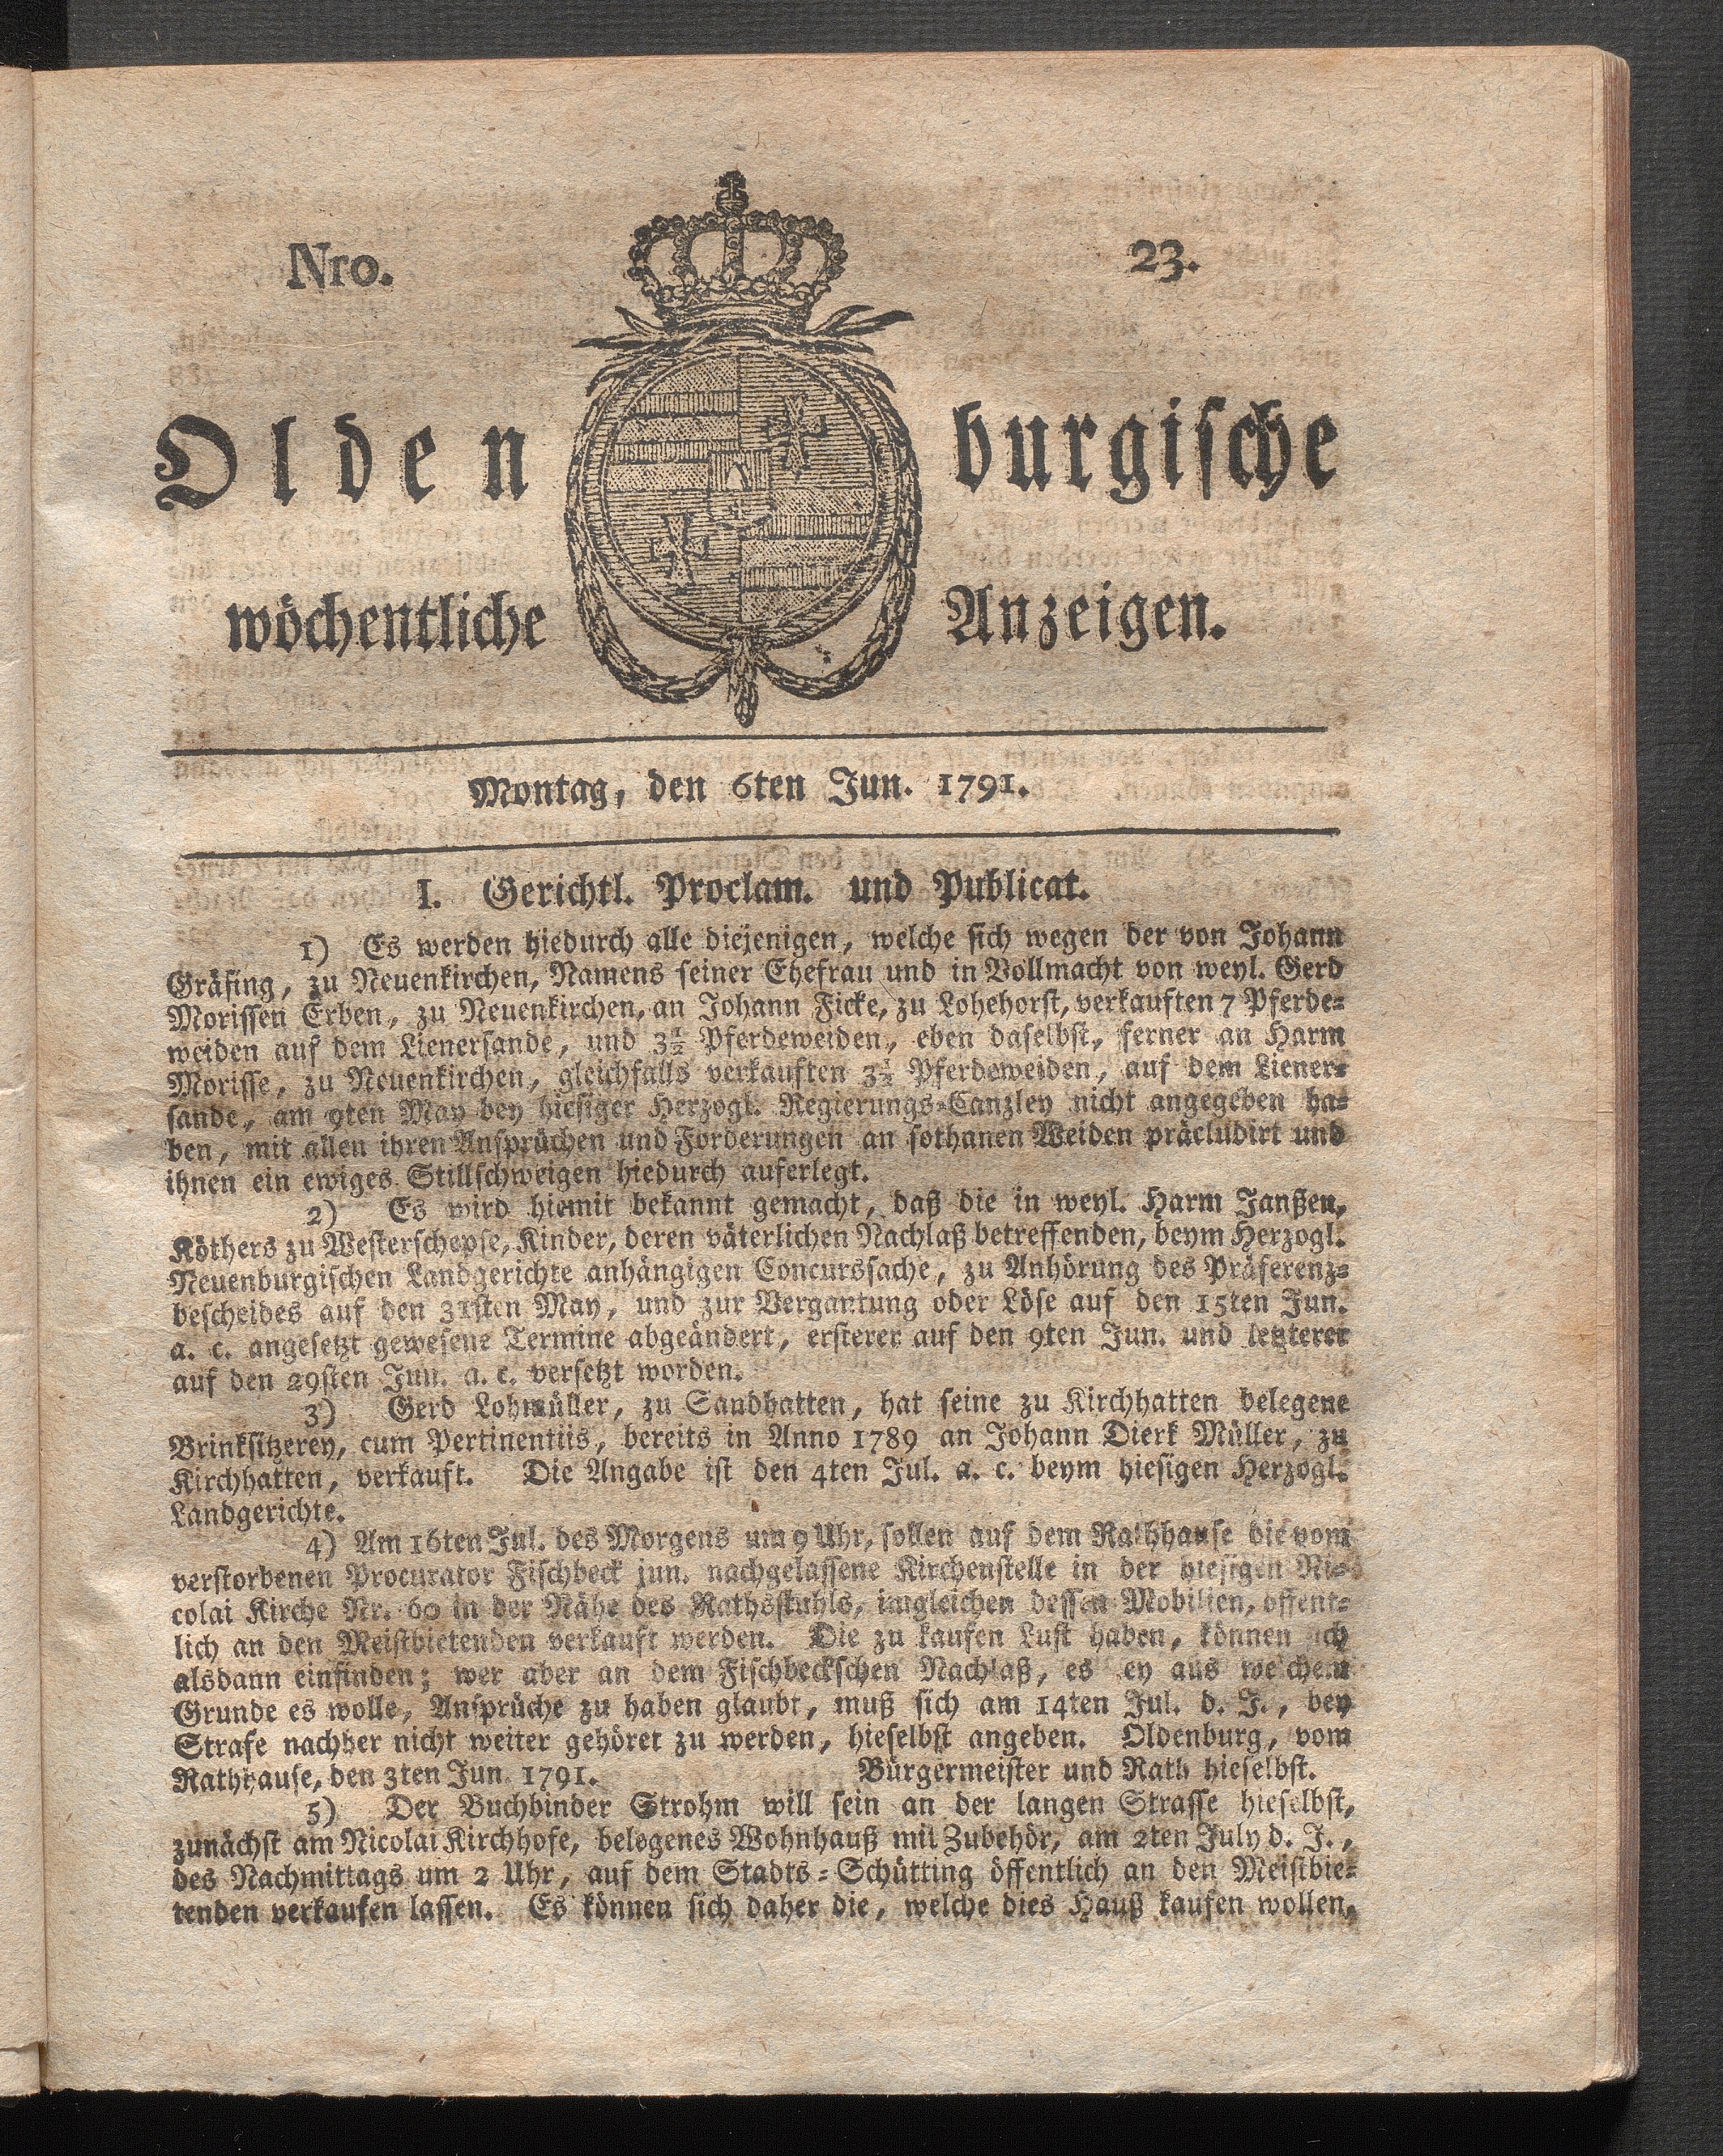 Nro. 23.
Olden burgische
wöchentliche Anzeigen.
Montag, den 6ten Jun. 1791.
I. Gerichtl. Proclam. und Publicat.
1) Es werden hiedurch alle diejenigen, welche sich wegen der von Johann
Gräfing, zu Neuenkirchen, Namens seiner Ehefrau und in Vollmacht von weyl. Gerd
Morissen Erben, zu Neuenkirchen, an Johann Ficke, zu Lohehorst, verkauften 7 Pferde-
weiden auf dem Lienersande, und 3½ Pferdeweiden, eben daselbst, ferner an Harm
Morisse, zu Neuenkirchen, gleichfalls verkauften 3½ Pferdeweiden, auf dem Liener-
sande, am 9ten May bey hiesiger Herzogl. Regierungs-Canzley nicht angegeben ha-
ben, mit allen ihren Ansprüchen und Forderungen an sothanen Weiden präcludirt und
ihnen ein ewiges Stillschweigen hiedurch auferlegt.
2) Es wird hiemit bekannt gemacht, daß die in weyl. Harm Janßen,
Köthers zu Westerschepse, Kinder, deren väterlichen Nachlaß betreffenden, beym Herzogl.
Neuenburgischen Landgerichte anhängigen Concurssache, zu Anhörung des Präferenz-
bescheides auf den 31sten May, und zur Vergantung oder Löse auf den 15ten Jun.
a. c. angesetzt gewesene Termine abgeändert, ersterer auf den 9ten Jun. und letzterer
auf den 29sten Jun. a. c. versetzt worden.
3) Gerd Lohmüller, zu Sandhatten, hat seine zu Kirchhatten belegene
Brinksitzerey, cum Pertinentiis, bereits in Anno 1789 an Johann Dierk Müller, zu
Kirchhatten, verkauft. Die Angabe ist den 4ten Jul. a. c. beym hiesigen Herzogl.
Landgerichte.
4) Am 16ten Jul. des Morgens um 9 Uhr, sollen auf dem Rathhause die vom
verstorbenen Procurator Fischbeck jun. nachgelassene Kirchenstelle in der hiesigen Ni-
colai Kirche Nr. 60 in der Nähe des Rathsstuhls, imgleichen dessen Mobilien, öffent-
lich an den Meistbietenden verkauft werden. Die zu kaufen Lust haben, können sich
alsdann einfinden; wer aber an dem Fischbeckschen Nachlaß, es sey aus welchem
Grunde es wolle, Ansprüche zu haben glaubt, muß sich am 14ten Jul. d. J., bey
Strafe nachher nicht weiter gehöret zu werden, hieselbst angeben. Oldenburg, vom
Rathhause, den 3ten Jun. 1791. Bürgermeister und Rath hieselbst.
5) Der Buchbinder Strohm will sein an der langen Strasse hieselbst,
zunächst am Nicolai Kirchhofe, belegenes Wohnhauß mit Zubehör, am 2ten July d. J.,
des Nachmittags um 2 Uhr, auf dem Stadts-Schütting öffentlich an den Meistbie-
tenden verkaufen lassen. Es können sich daher die, welche dies Hauß kaufen wollen,